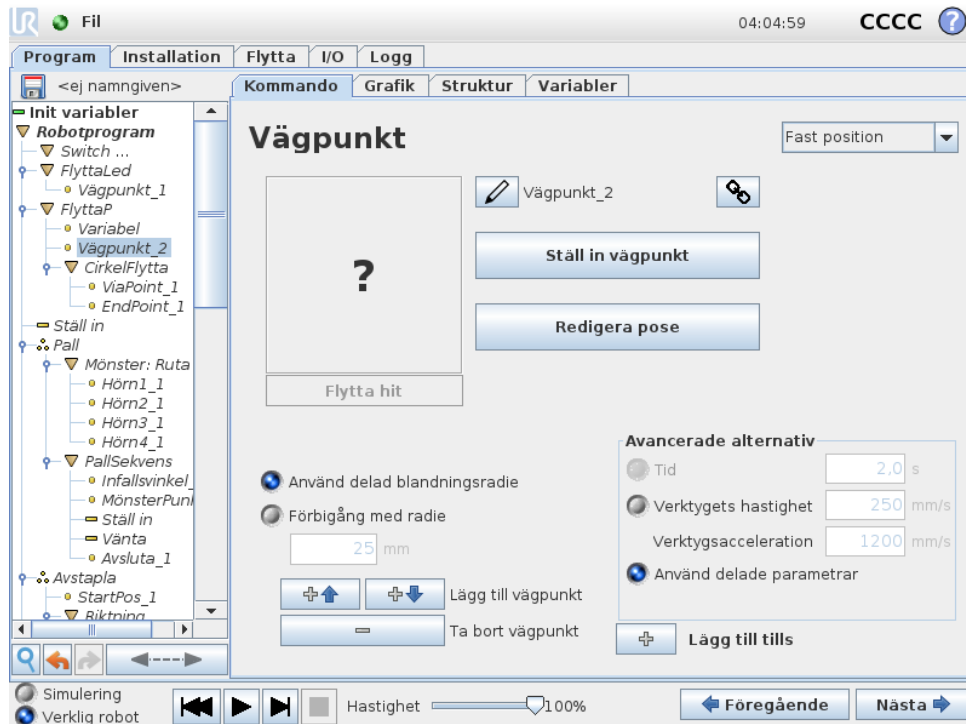 UR Fil 04:04:59 CCCC ?
Program Installation Flytta I/O Logg
<ej namngiven>
Kommando Grafik Struktur Variabler
Init variabler
Robotprogram
Switch ...
FlyttaLed
Vägpunkt_1
FlyttaP
Variabel
Vägpunkt_2
CirkelFlytta
ViaPoint_1
EndPoint_1
Ställ in
Pall
Mönster: Ruta
Hörn1_1
Hörn2_1
Hörn3_1
Hörn4_1
PallSekvens
Infallsvinkel_
MönsterPunl
Ställ in
Vänta
Avsluta_1
Avstapla
StartPos_1
Riktning
Vägpunkt
Fast position
?
Vägpunkt_2
Ställ in vägpunkt
Redigera pose
Flytta hit
Använd delad blandningsradie
Förbigång med radie
25 mm
Lägg till vägpunkt
Ta bort vägpunkt
Avancerade alternativ
Tid 2,0 s
Verktygets hastighet 250 mm/s
Verktygsacceleration 1200 mm/s
Använd delade parametrar
Lägg till tills
Simulering
Verklig robot
Hastighet 100%
Föregående
Nästa